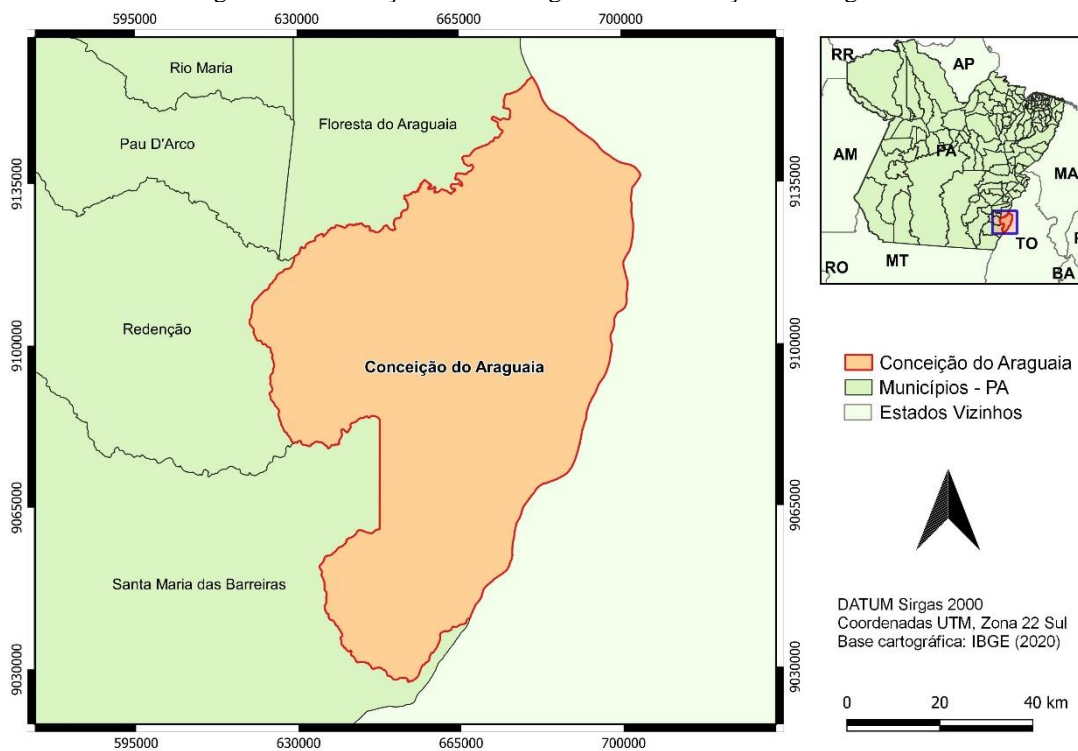 595000 630000 665000 700000
Rio Maria
Floresta do Araguaia
Pau D'Arco
Redenção
Conceição do Araguaia
Santa Maria das Barreiras
9135000
9100000
9065000
9030000
9135000
9100000
9065000
9030000
595000 630000 665000 700000
RR
AP
AM
PA
MA
TO
RO
MT
BA
Conceição do Araguaia
Municípios - PA
Estados Vizinhos
DATUM Sirgas 2000
Coordenadas UTM, Zona 22 Sul
Base cartográfica: IBGE (2020)
0 20 40 km